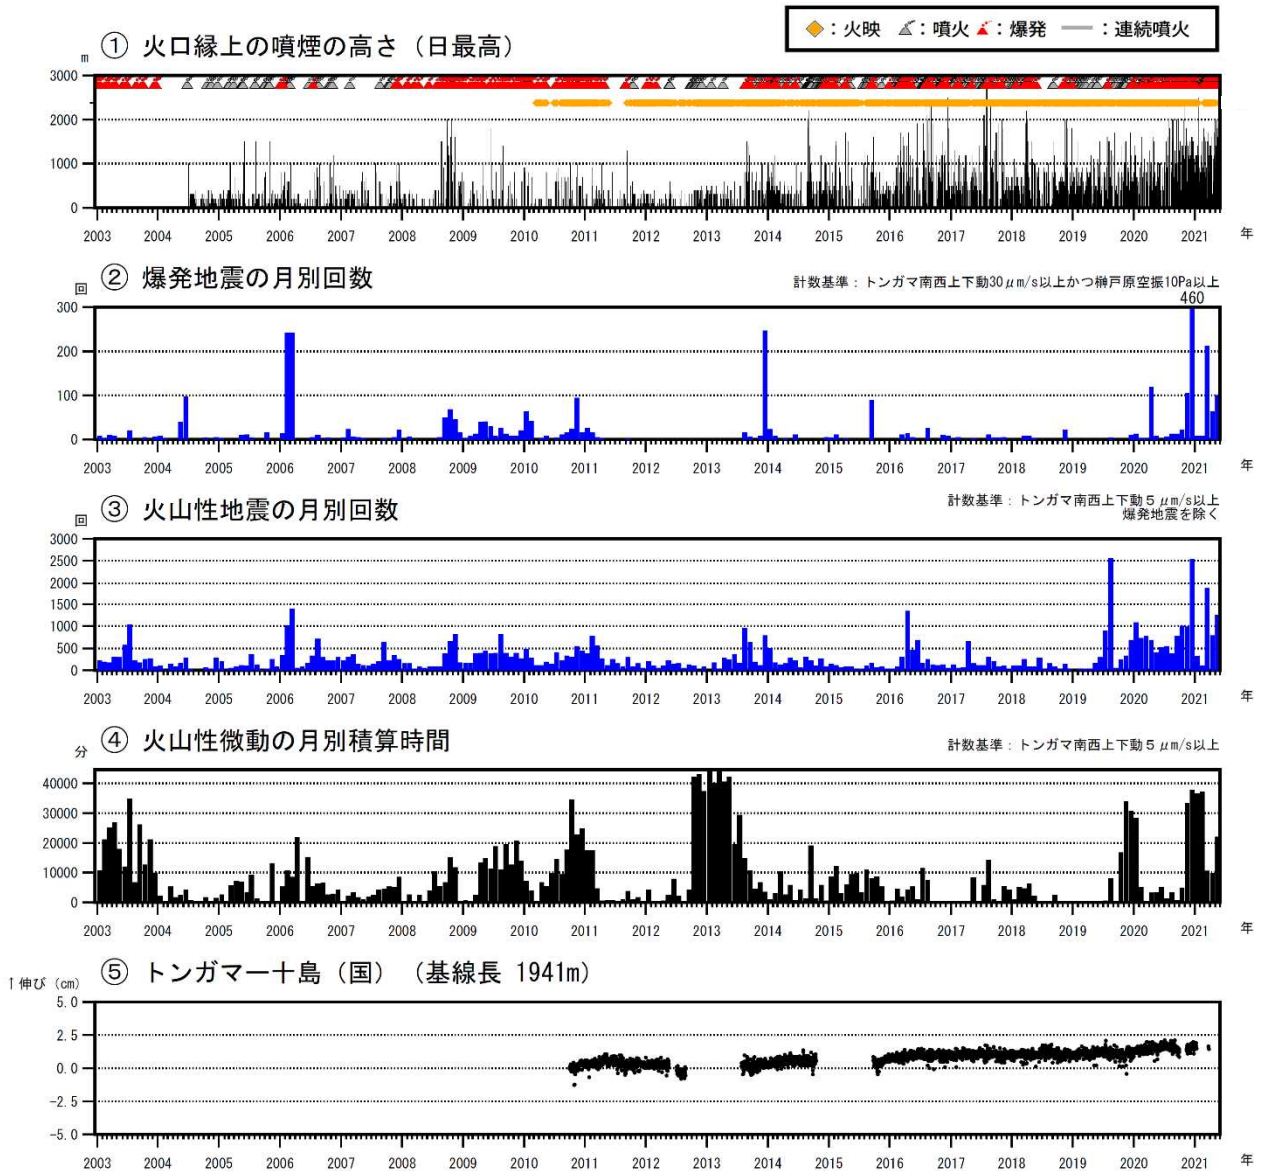 ◆：火映 ：噴火 ：爆発 ：連続噴火
① 火口縁上の噴煙の高さ（日最高）
m
3000
2000
1000
0
2003 2004 2005 2006 2007 2008 2009 2010 2011 2012 2013 2014 2015 2016 2017 2018 2019 2020 2021 年
② 爆発地震の月別回数
計数基準：トンガマ南西上下動30μm/s以上かつ榊戸原空振10Pa以上
回
460
300
200
100
0
2003 2004 2005 2006 2007 2008 2009 2010 2011 2012 2013 2014 2015 2016 2017 2018 2019 2020 2021 年
③ 火山性地震の月別回数
計数基準：トンガマ南西上下動５μm/s以上
爆発地震を除く
回
3000
2500
2000
1500
1000
500
0
2003 2004 2005 2006 2007 2008 2009 2010 2011 2012 2013 2014 2015 2016 2017 2018 2019 2020 2021 年
④ 火山性微動の月別積算時間
計数基準：トンガマ南西上下動５μm/s以上
分
40000
30000
20000
10000
0
2003 2004 2005 2006 2007 2008 2009 2010 2011 2012 2013 2014 2015 2016 2017 2018 2019 2020 2021 年
⑤ トンガマー十島（国）（基線長 1941m）
↑伸び（cm）
5.0
2.5
0.0
-2.5
-5.0
2003 2004 2005 2006 2007 2008 2009 2010 2011 2012 2013 2014 2015 2016 2017 2018 2019 2020 2021 年